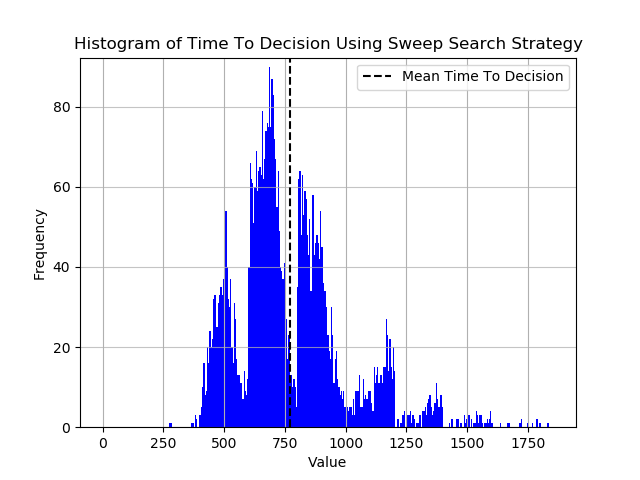 Histogram of Time To Decision Using Sweep Search Strategy
Mean Time To Decision
80
60
40
20
0
Frequency
0 250 500 750 1000 1250 1500 1750
Value